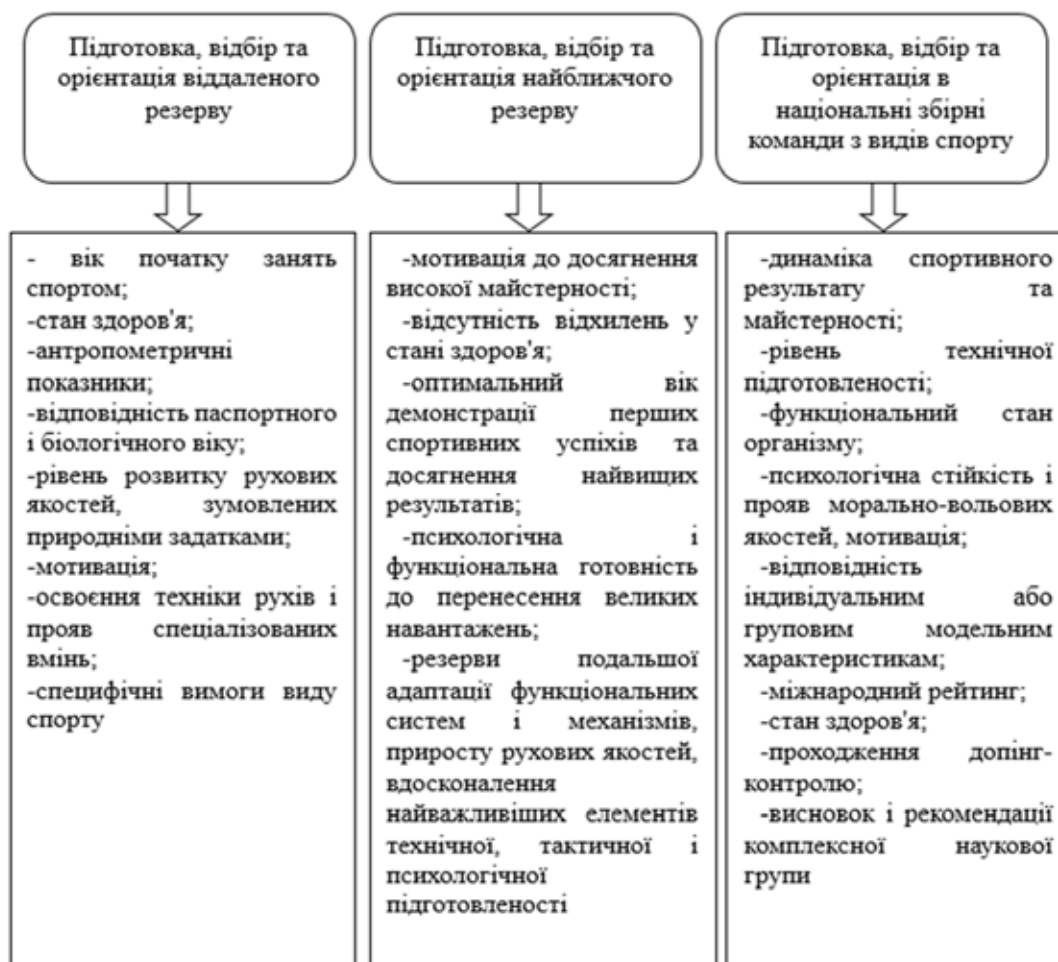 Підготовка, відбір та
орієнтація віддаленого
резерву
Підготовка, відбір та
орієнтація найближчого
резерву
Підготовка, відбір та
орієнтація в
національні збірні
команди з видів спорту
- вік початку занять
спортом;
-стан здоров'я;
-антропометричні
показники;
-відповідність паспортного
і біологічного віку;
-рівень розвитку рухових
якостей, зумовлених
природніми задатками;
-мотивація;
-освоєння техніки рухів і
прояв спеціалізованих
вмінь;
-специфічні вимоги виду
спорту
-мотивація до досягнення
високої майстерності;
-відсутність відхилень у
стані здоров'я;
-оптимальний вік
демонстрації перших
спортивних успіхів та
досягнення найвищих
результатів;
-психологічна і
функціональна готовність
до перенесення великих
навантажень;
-резерви подальшої
адаптації функціональних
систем і механізмів,
приросту рухових якостей,
вдосконалення
найважливіших елементів
технічної, тактичної і
психологічної
підготовленості
-динаміка спортивного
результату та
майстерності;
-рівень технічної
підготовленості;
-функціональний стан
організму;
-психологічна стійкість і
прояв морально-вольових
якостей, мотивація;
-відповідність
індивідуальним або
груповим модельним
характеристикам;
-міжнародний рейтинг;
-стан здоров'я;
-проходження допінг-
контролю;
-висновок і рекомендації
комплексної наукової
групи